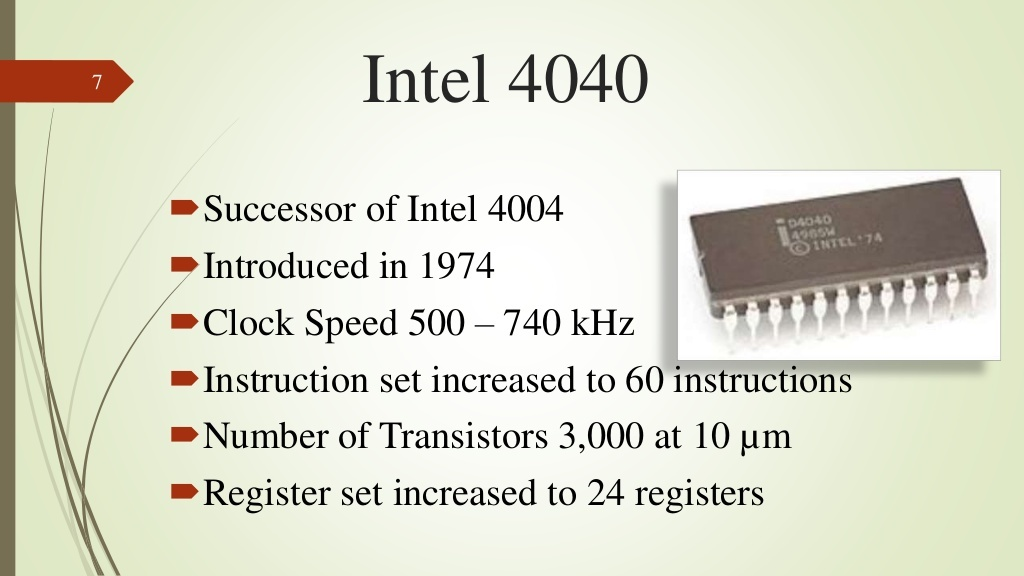 7
Intel 4040
Successor of Intel 4004
Introduced in 1974
Clock Speed 500 – 740 kHz
Instruction set increased to 60 instructions
Number of Transistors 3,000 at 10 µm
Register set increased to 24 registers
D4040
4985W
©INTEL'74